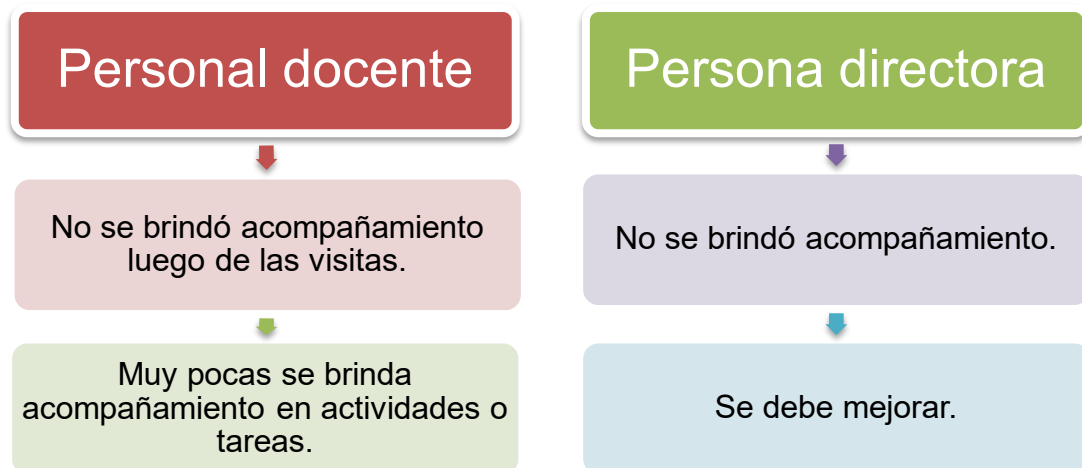 Personal docente
No se brindó acompañamiento
luego de las visitas.
Muy pocas se brinda
acompañamiento en actividades o
tareas.
Persona directora
No se brindó acompañamiento.
Se debe mejorar.